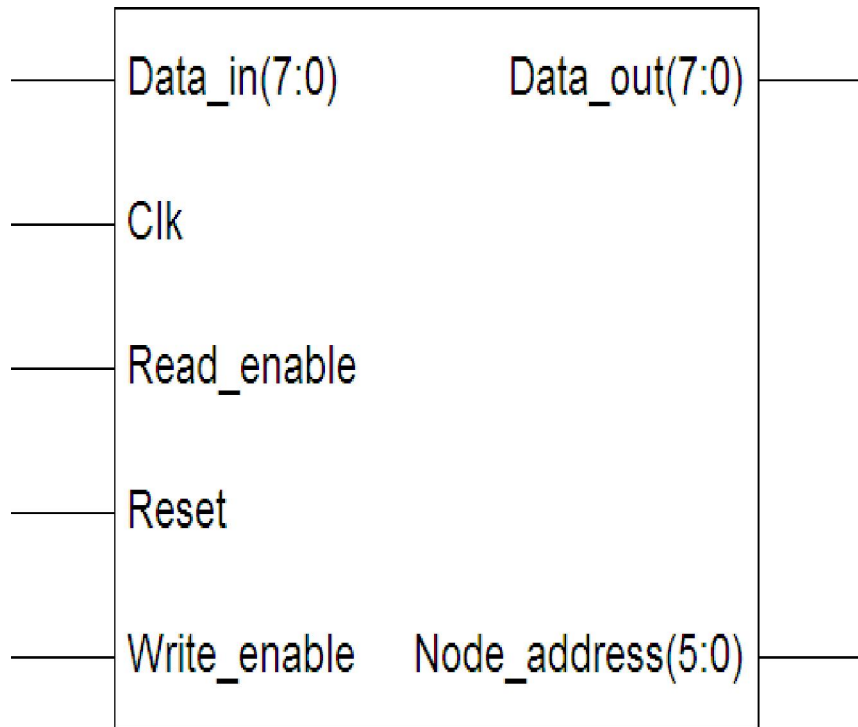 Data_in(7:0) Data_out(7:0)
Clk
Read_enable
Reset
Write_enable Node_address(5:0)